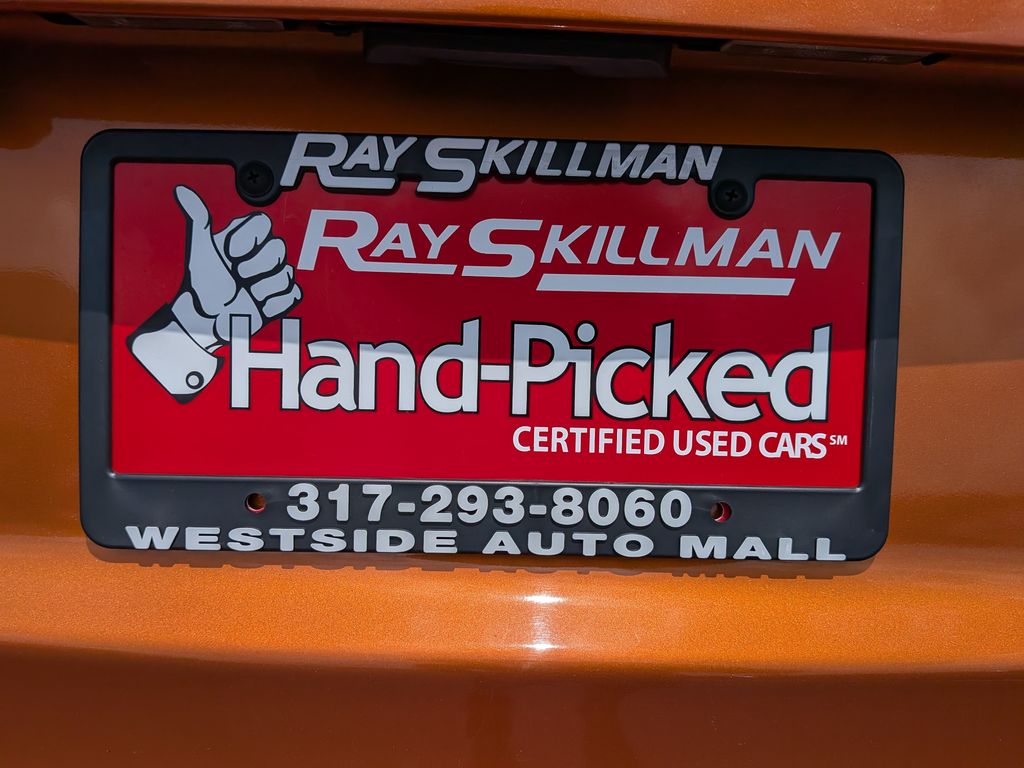 RAY SKILLMAN
RAY SKILLMAN
Hand-Picked
CERTIFIED USED CARS℠
317-293-8060
WESTSIDE AUTO MALL